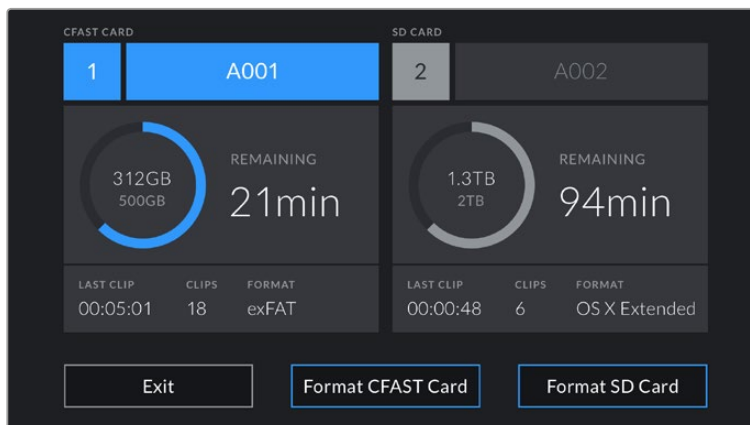 CFAST CARD
1 A001
312GB
500GB
REMAINING
21min
LAST CLIP CLIPS FORMAT
00:05:01 18 exFAT
SD CARD
2 A002
1.3TB
2TB
REMAINING
94min
LAST CLIP CLIPS FORMAT
00:00:48 6 OS X Extended
Exit Format CFAST Card Format SD Card